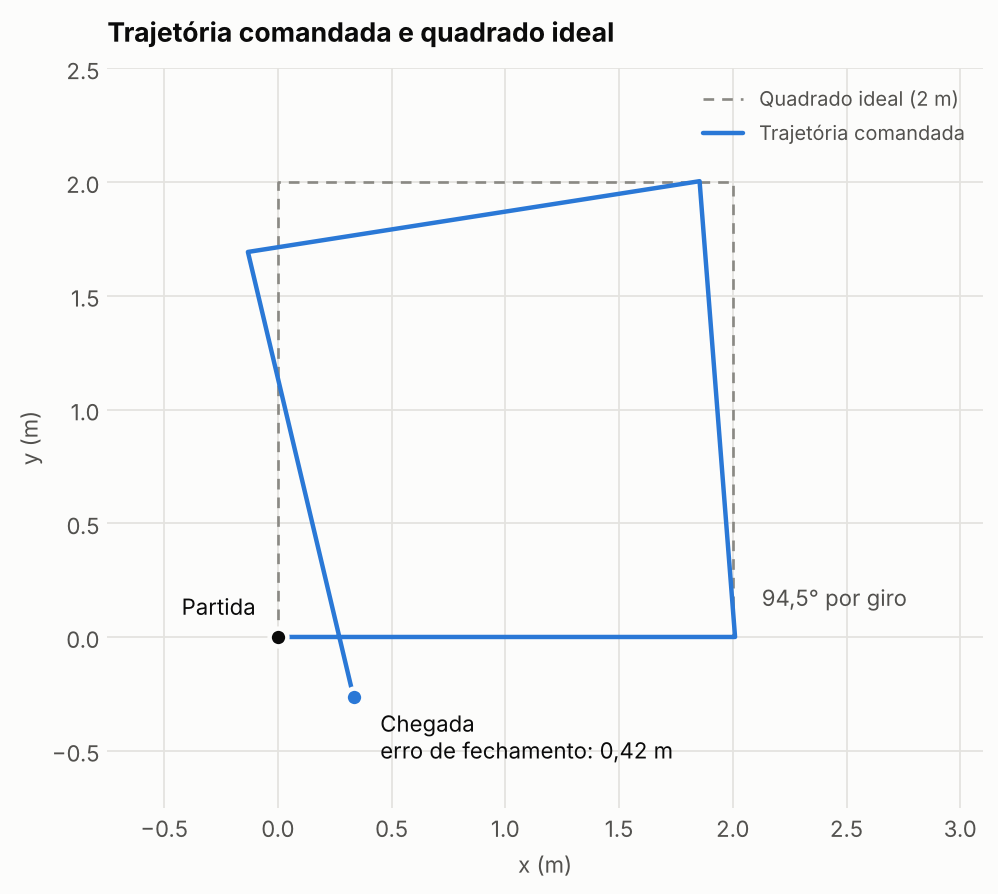 Trajetória comandada e quadrado ideal
2.5
2.0
1.5
1.0
0.5
0.0
−0.5
y (m)
Quadrado ideal (2 m)
Trajetória comandada
94,5° por giro
Partida
Chegada
erro de fechamento: 0,42 m
−0.5
0.0
0.5
1.0
1.5
2.0
2.5
3.0
x (m)